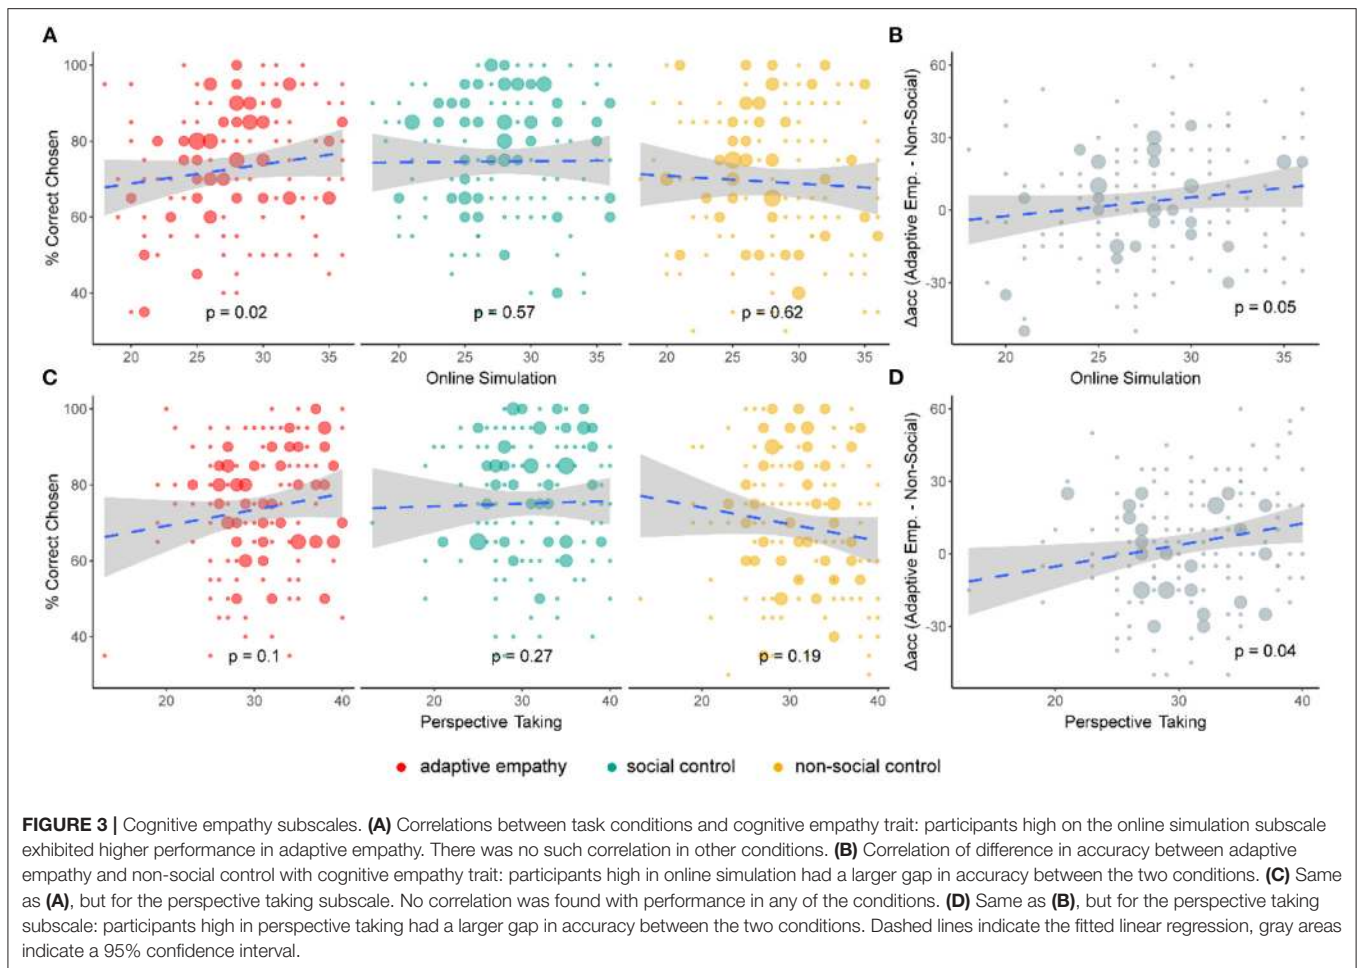 A
B
% Correct Chosen
100
80
60
40
p = 0.02
p = 0.57
p = 0.62
20 25 30 35 20 25 30 35 20 25 30 35
Online Simulation
Δacc (Adaptive Emp. - Non-Social)
60
30
0
-30
p = 0.05
20 25 30 35
Online Simulation
C
D
% Correct Chosen
100
80
60
40
p = 0.1
p = 0.27
p = 0.19
20 30 40 20 30 40 20 30 40
Perspective Taking
Δacc (Adaptive Emp. - Non-Social)
60
30
0
-30
p = 0.04
20 30 40
Perspective Taking
adaptive empathy social control non-social control
FIGURE 3 | Cognitive empathy subscales. (A) Correlations between task conditions and cognitive empathy trait: participants high on the online simulation subscale
exhibited higher performance in adaptive empathy. There was no such correlation in other conditions. (B) Correlation of difference in accuracy between adaptive
empathy and non-social control with cognitive empathy trait: participants high in online simulation had a larger gap in accuracy between the two conditions. (C) Same
as (A), but for the perspective taking subscale. No correlation was found with performance in any of the conditions. (D) Same as (B), but for the perspective taking
subscale: participants high in perspective taking had a larger gap in accuracy between the two conditions. Dashed lines indicate the fitted linear regression, gray areas
indicate a 95% confidence interval.